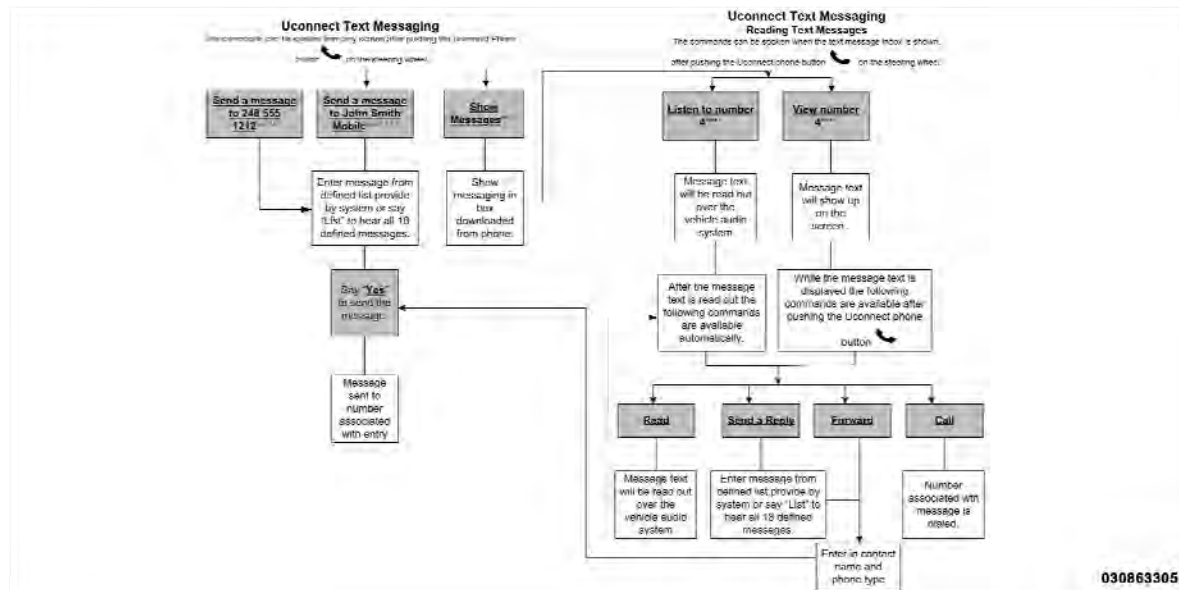 Uconnect Text Messaging
button on the steering wheel.
Send a message
to 248 555
1212
Send a message
to John Smith
Mobile
Show
Messages
Enter message from
defined list provide
by system or say
"List" to hear all 18
defined messages.
Show
messaging in
box
downloaded
from phone.
Say "Yes"
to send the
message.
Message
sent to
number
associated
with entry
Uconnect Text Messaging
Reading Text Messages
The commands can be spoken when the text message inbox is shown,
after pushing the Uconnect phone button on the steering wheel.
Listen to number
4
View number
4
Message text
will be read out
over the
vehicle audio
system
Message text
will show up
on the
screen.
After the message
text is read out the
following commands
are available
automatically.
While the message text is
displayed the following
commands are available after
pushing the Uconnect phone
button
Read
Send a Reply
Forward
Call
Message text
will be read out
over the
vehicle audio
system
Enter message from
defined list provide by
system or say "List" to
hear all 18 defined
messages.
Number
associated with
message is
dialed.
Enter in contact
name and
phone type
030863305